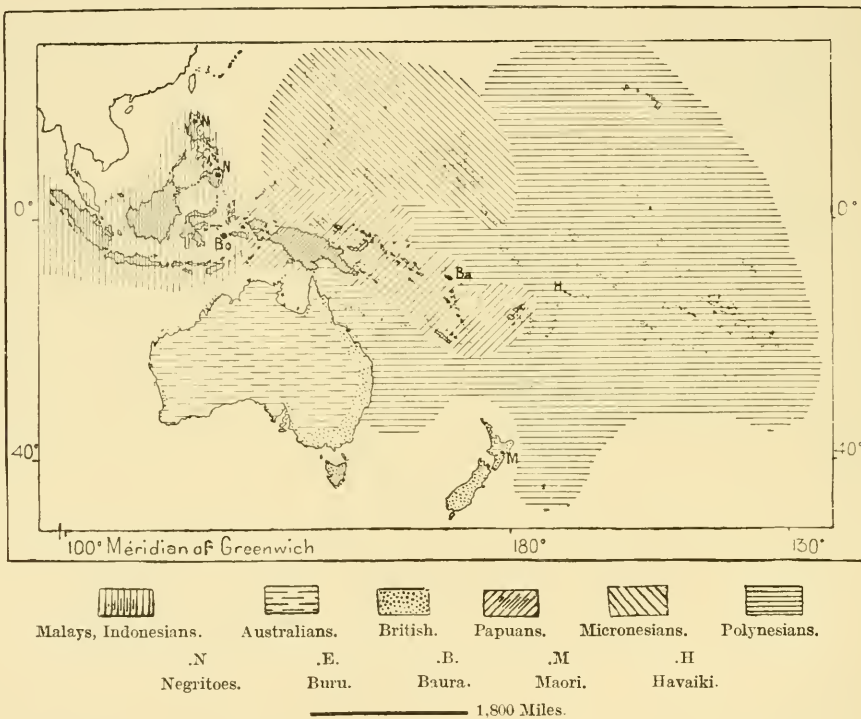 N
N
0°
0°
Bo
Ba
H
40°
M
40°
100° Méridian of Greenwich
180°
130°
Malays, Indonesians. Australians. British. Papuans. Micronesians. Polynesians.
.N .E. .B. .M .H
Negritoes. Buru. Baura. Maori. Havaiki.
1,800 Miles.